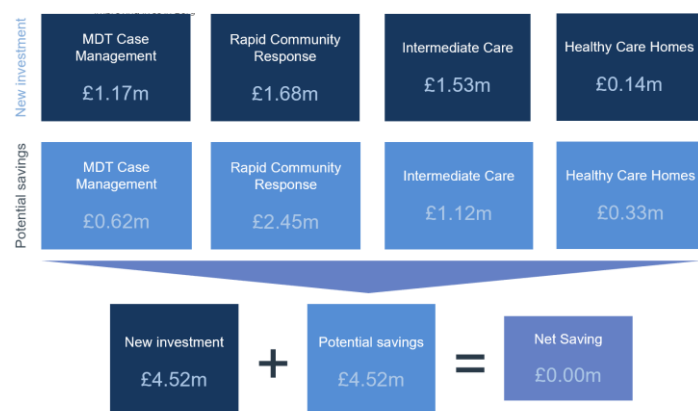 New investment
MDT Case
Management
£1.17m
Rapid Community
Response
£1.68m
Intermediate Care
£1.53m
Healthy Care Homes
£0.14m
Potential savings
MDT Case
Management
£0.62m
Rapid Community
Response
£2.45m
Intermediate Care
£1.12m
Healthy Care Homes
£0.33m
New investment
£4.52m
+
Potential savings
£4.52m
=
Net Saving
£0.00m